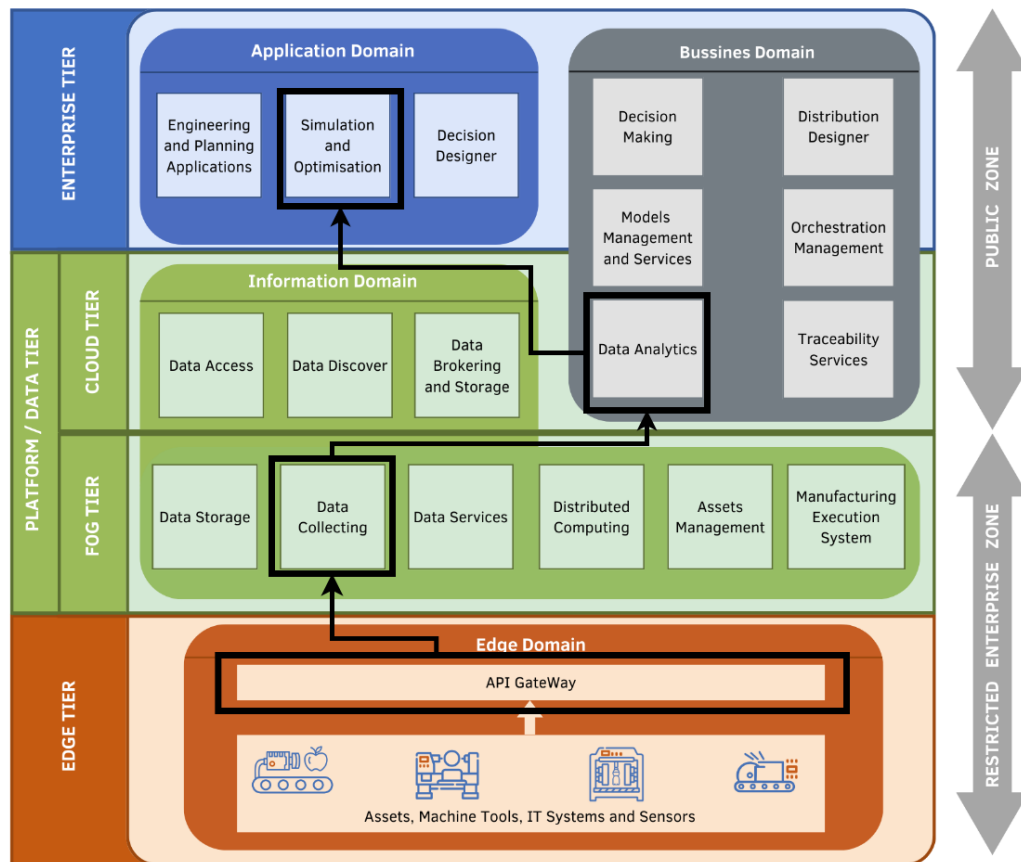 ENTERPRISE TIER
Application Domain
Engineering
and Planning
Applications
Simulation
and
Optimisation
Decision
Designer
Bussines Domain
Decision
Making
Distribution
Designer
Models
Management
and Services
Orchestration
Management
Data Analytics
Traceability
Services
PUBLIC ZONE
PLATFORM / DATA TIER
CLOUD TIER
Information Domain
Data Access
Data Discover
Data
Brokering
and Storage
FOG TIER
Data Storage
Data
Collecting
Data Services
Distributed
Computing
Assets
Management
Manufacturing
Execution
System
RESTRICTED ENTERPRISE ZONE
EDGE TIER
Edge Domain
API GateWay
Assets, Machine Tools, IT Systems and Sensors